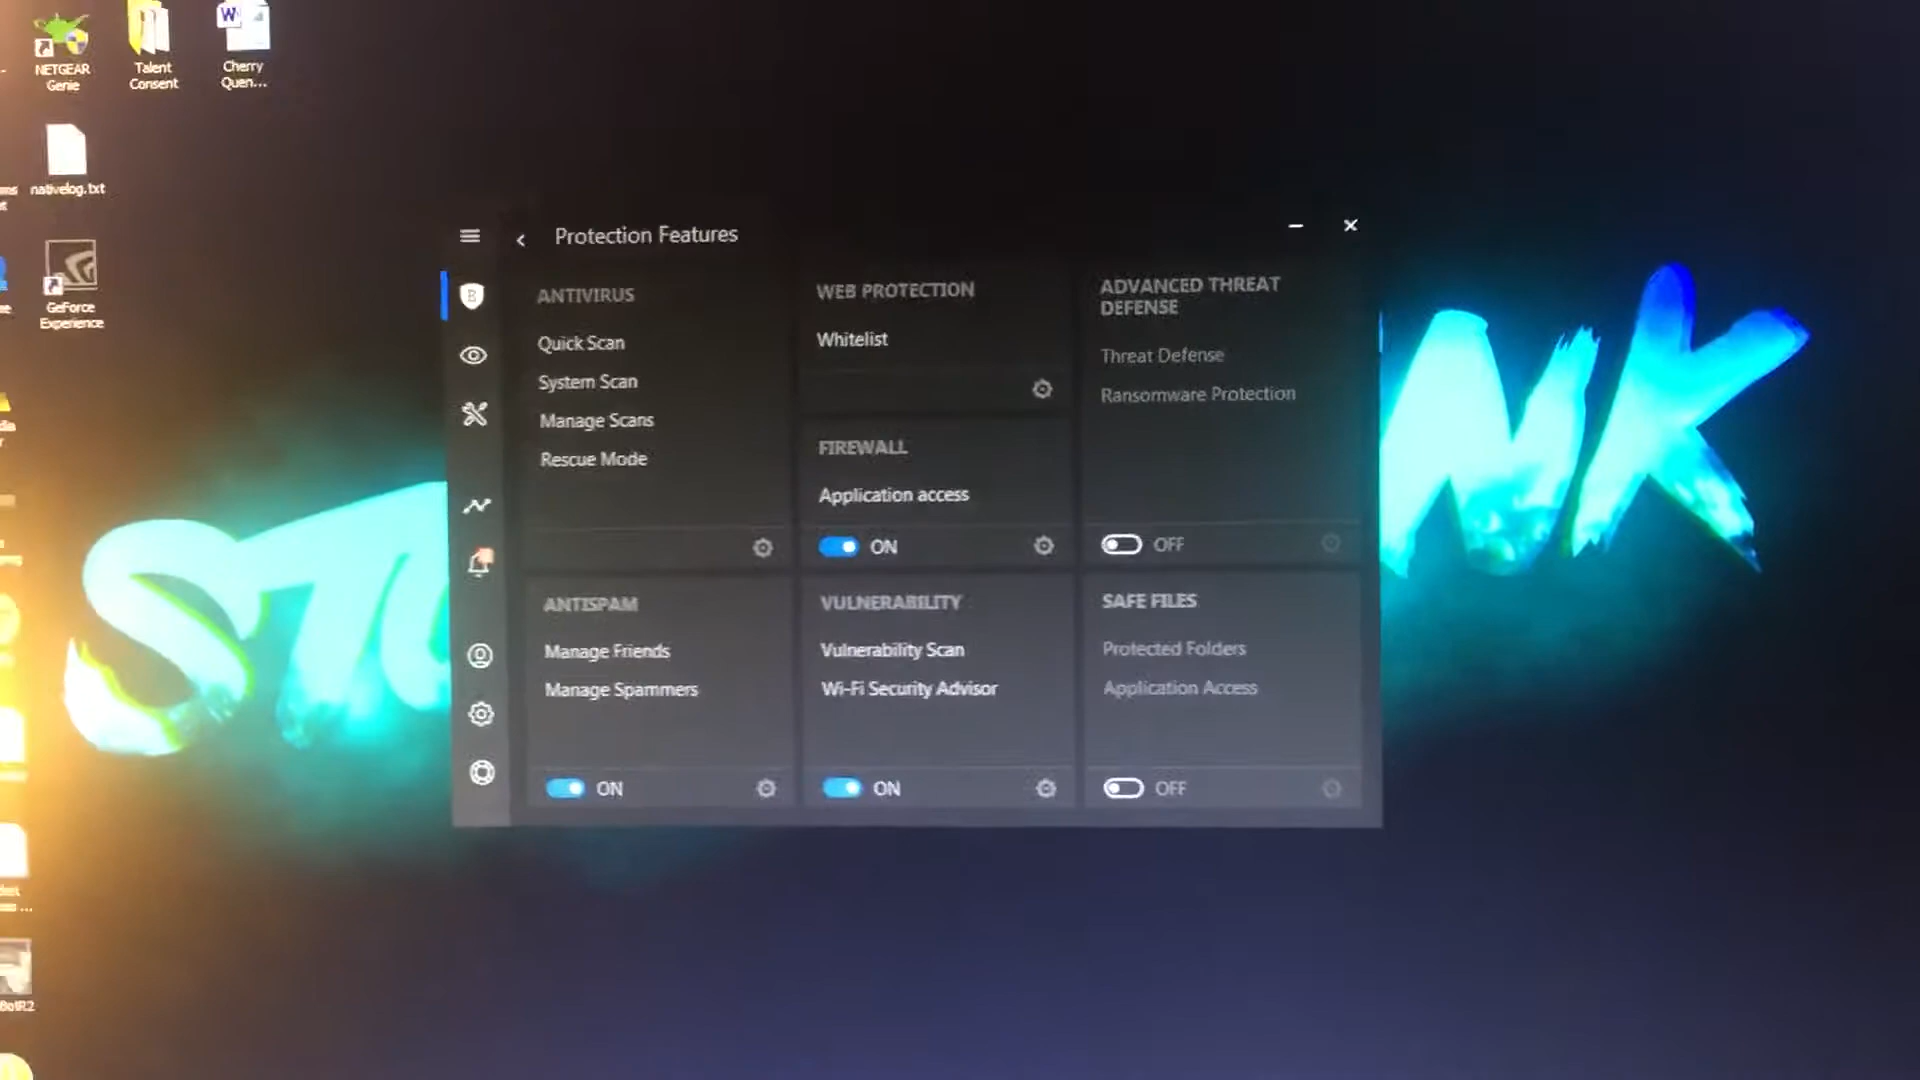 NETGEAR
Genie
Talent
Consent
Cherry
Quen...
nativelog.txt
GeForce
Experience
Protection Features
ANTIVIRUS
Quick Scan
System Scan
Manage Scans
Rescue Mode
WEB PROTECTION
Whitelist
FIREWALL
Application access
ON
ADVANCED THREAT
DEFENSE
Threat Defense
Ransomware Protection
OFF
ANTISPAM
Manage Friends
Manage Spammers
ON
VULNERABILITY
Vulnerability Scan
Wi-Fi Security Advisor
ON
SAFE FILES
Protected Folders
Application Access
OFF